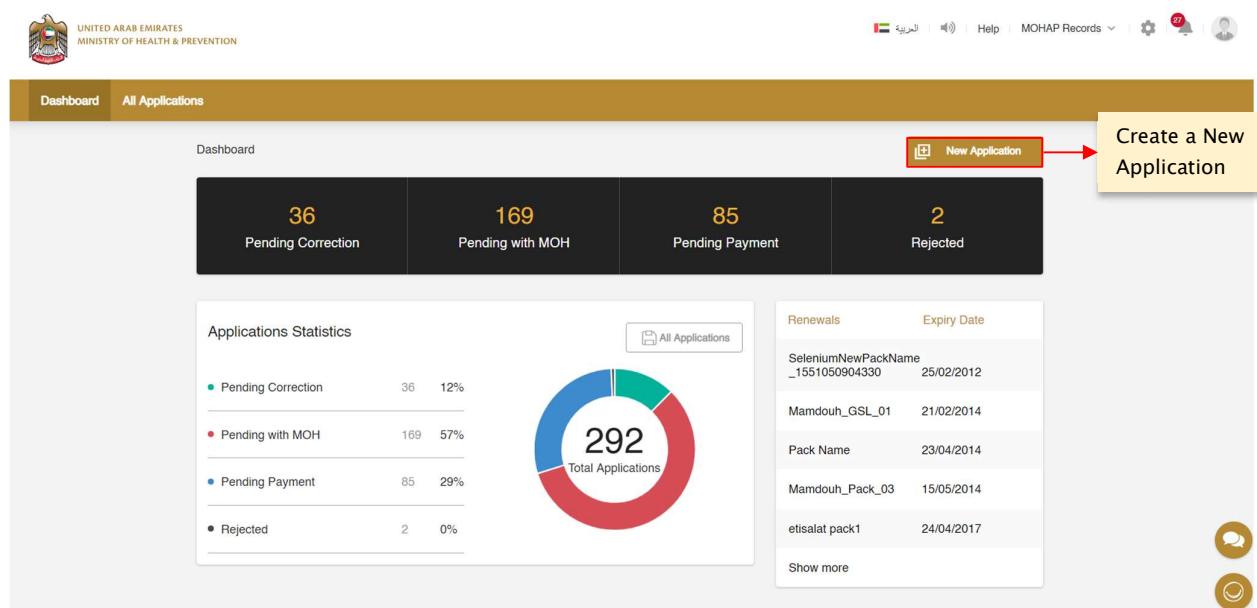 UNITED ARAB EMIRATES
MINISTRY OF HEALTH & PREVENTION
العربية
Help
MOHAP Records
27
Dashboard
All Applications
Dashboard
New Application
Create a New
Application
36
Pending Correction
169
Pending with MOH
85
Pending Payment
2
Rejected
Applications Statistics
All Applications
Pending Correction 36 12%
Pending with MOH 169 57%
Pending Payment 85 29%
Rejected 2 0%
292
Total Applications
Renewals Expiry Date
SeleniumNewPackName
_1551050904330 25/02/2012
Mamdouh_GSL_01 21/02/2014
Pack Name 23/04/2014
Mamdouh_Pack_03 15/05/2014
etisalat pack1 24/04/2017
Show more